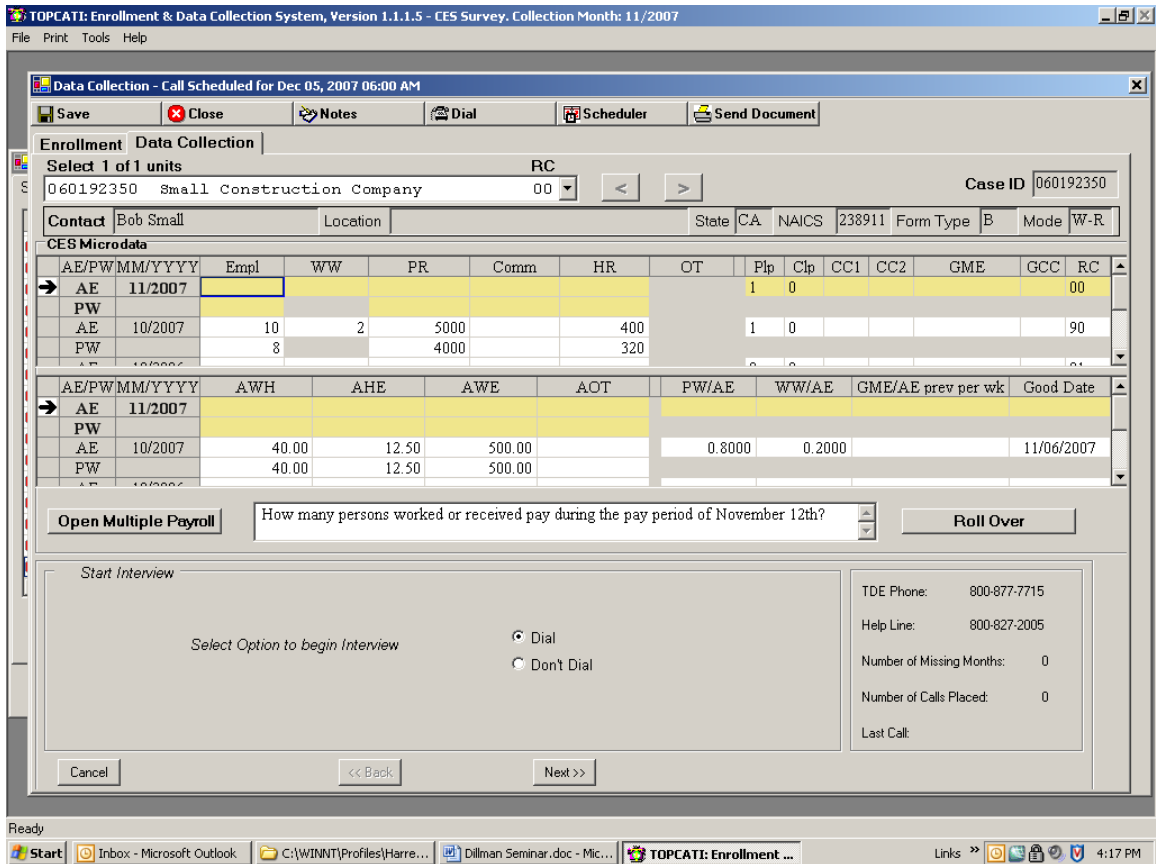 TOPCATI: Enrollment & Data Collection System, Version 1.1.1.5 - CES Survey. Collection Month: 11/2007
File Print Tools Help
Data Collection - Call Scheduled for Dec 05, 2007 06:00 AM
Save Close Notes Dial Scheduler Send Document
Enrollment Data Collection
Select 1 of 1 units RC
060192350 Small Construction Company 00 < > Case ID 060192350
Contact Bob Small Location State CA NAICS 238911 Form Type B Mode W-R
CES Microdata
AE/PW MM/YYYY Empl WW PR Comm HR OT Plp Clp CC1 CC2 GME GCC RC
AE 11/2007 1 0 00
PW
AE 10/2007 10 2 5000 400 1 0 90
PW 8 4000 320
AE/PW MM/YYYY AWH AHE AWE AOT PW/AE WW/AE GME/AE prev per wk Good Date
AE 11/2007
PW
AE 10/2007 40.00 12.50 500.00 0.8000 0.2000 11/06/2007
PW 40.00 12.50 500.00
Open Multiple Payroll How many persons worked or received pay during the pay period of November 12th? Roll Over
Start Interview
Select Option to begin Interview
Dial
Don't Dial
TDE Phone: 800-877-7715
Help Line: 800-827-2005
Number of Missing Months: 0
Number of Calls Placed: 0
Last Call:
Cancel << Back Next >>
Ready
Start Inbox - Microsoft Outlook C:\WINNT\Profiles\Harre... Dillman Seminar.doc - Mic... TOPCATI: Enrollment ... Links » 4:17 PM